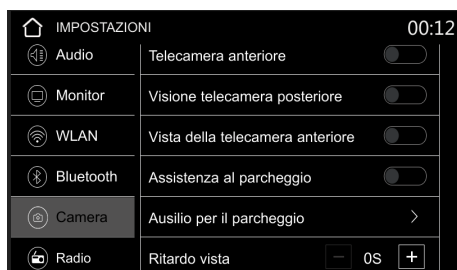 IMPOSTAZIONI 00:12
Audio Telecamera anteriore
Monitor Visione telecamera posteriore
WLAN Vista della telecamera anteriore
Bluetooth Assistenza al parcheggio
Camera Ausilio per il parcheggio
Radio Ritardo vista 0S